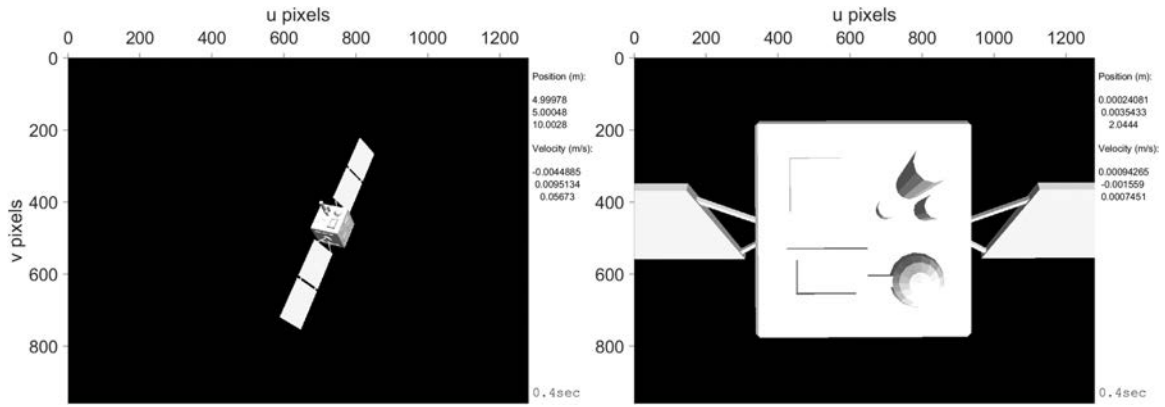 u pixels
0 200 400 600 800 1000 1200
0
200
400
600
800
v pixels
Position (m):
4.99978
5.00048
10.0028
Velocity (m/s):
-0.0044885
0.0095134
0.05673
0.4sec
u pixels
0 200 400 600 800 1000 1200
0
200
400
600
800
Position (m):
0.00024081
0.0035433
2.0444
Velocity (m/s):
0.00094265
-0.001559
0.0007451
0.4sec